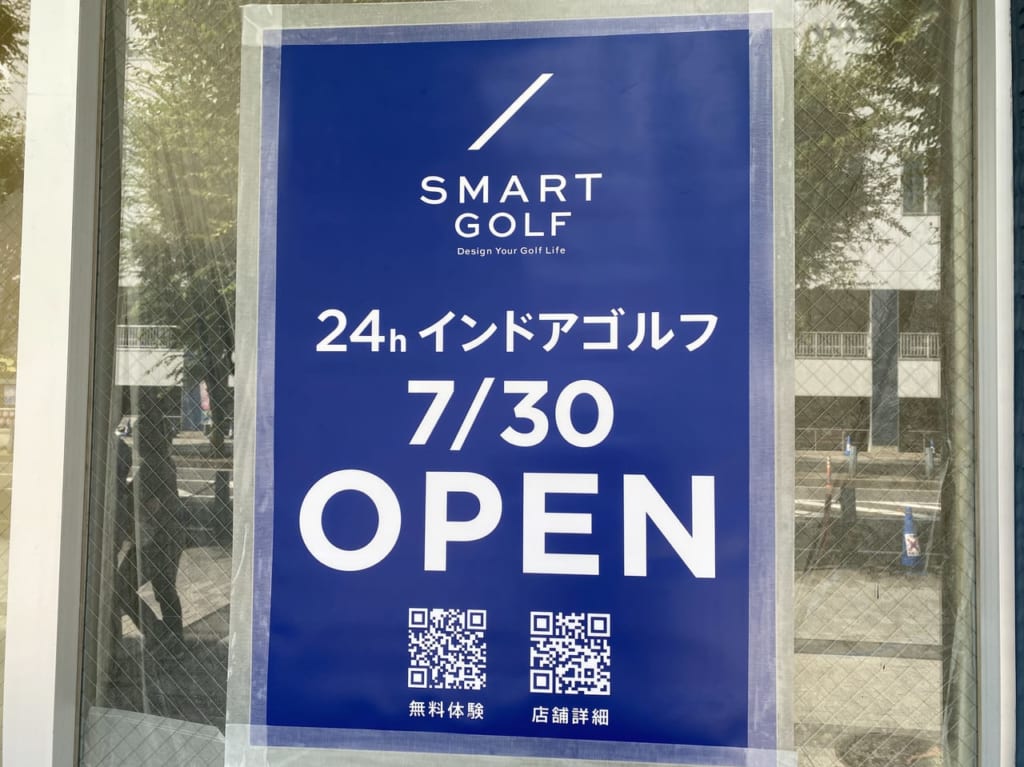 SMART
GOLF
Design Your Golf Life
24h インドアゴルフ
7/30
OPEN
無料体験
店舗詳細